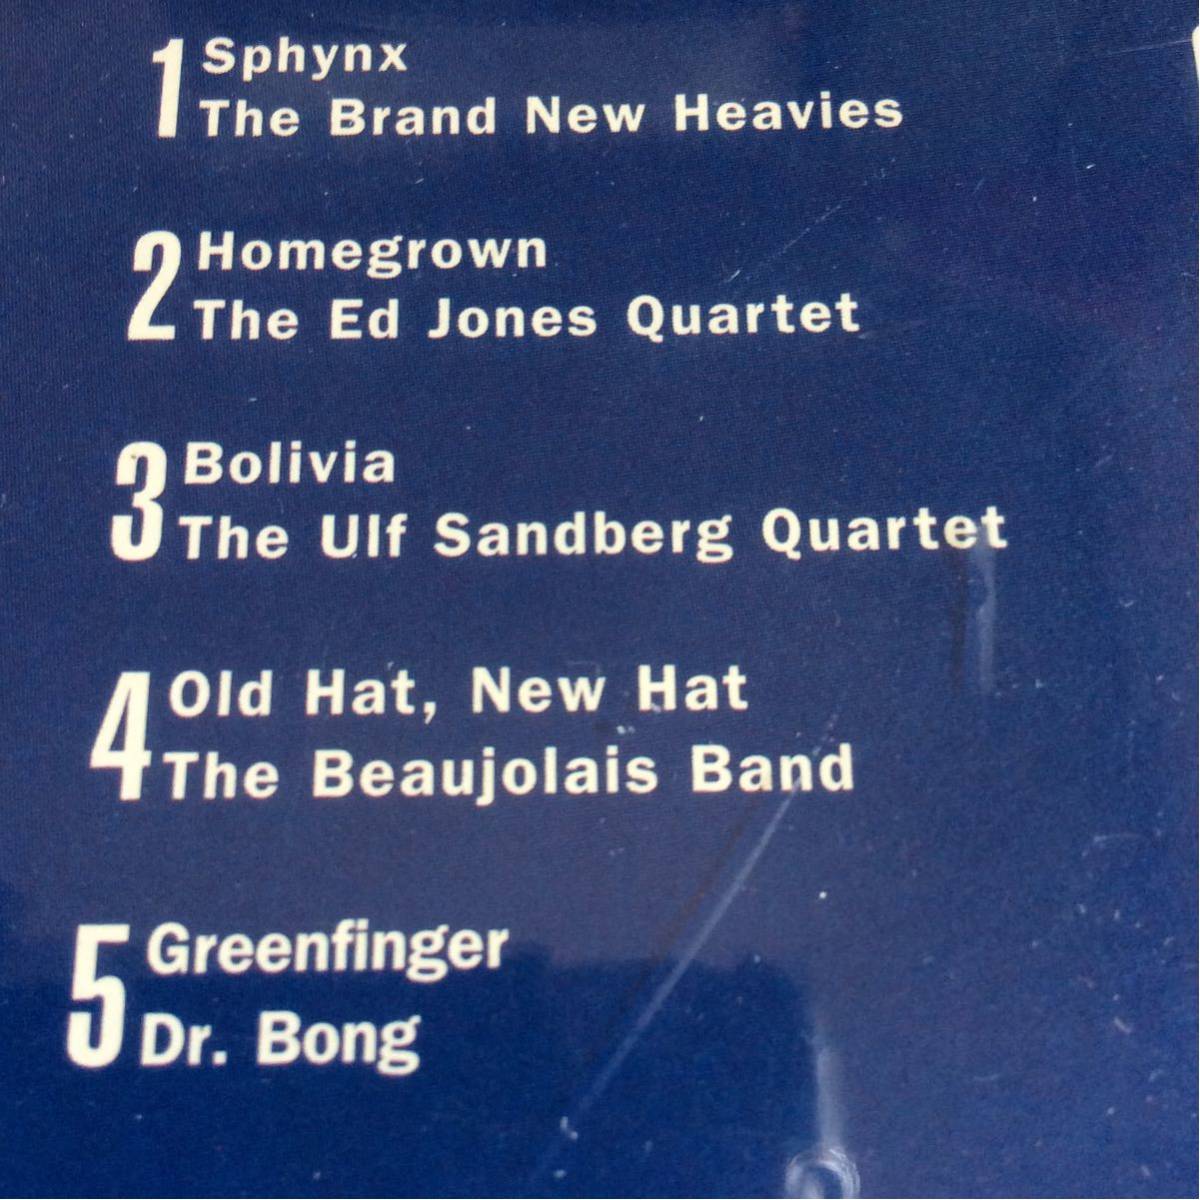 1 Sphynx
The Brand New Heavies
2 Homegrown
The Ed Jones Quartet
3 Bolivia
The Ulf Sandberg Quartet
4 Old Hat, New Hat
The Beaujolais Band
5 Greenfinger
Dr. Bong